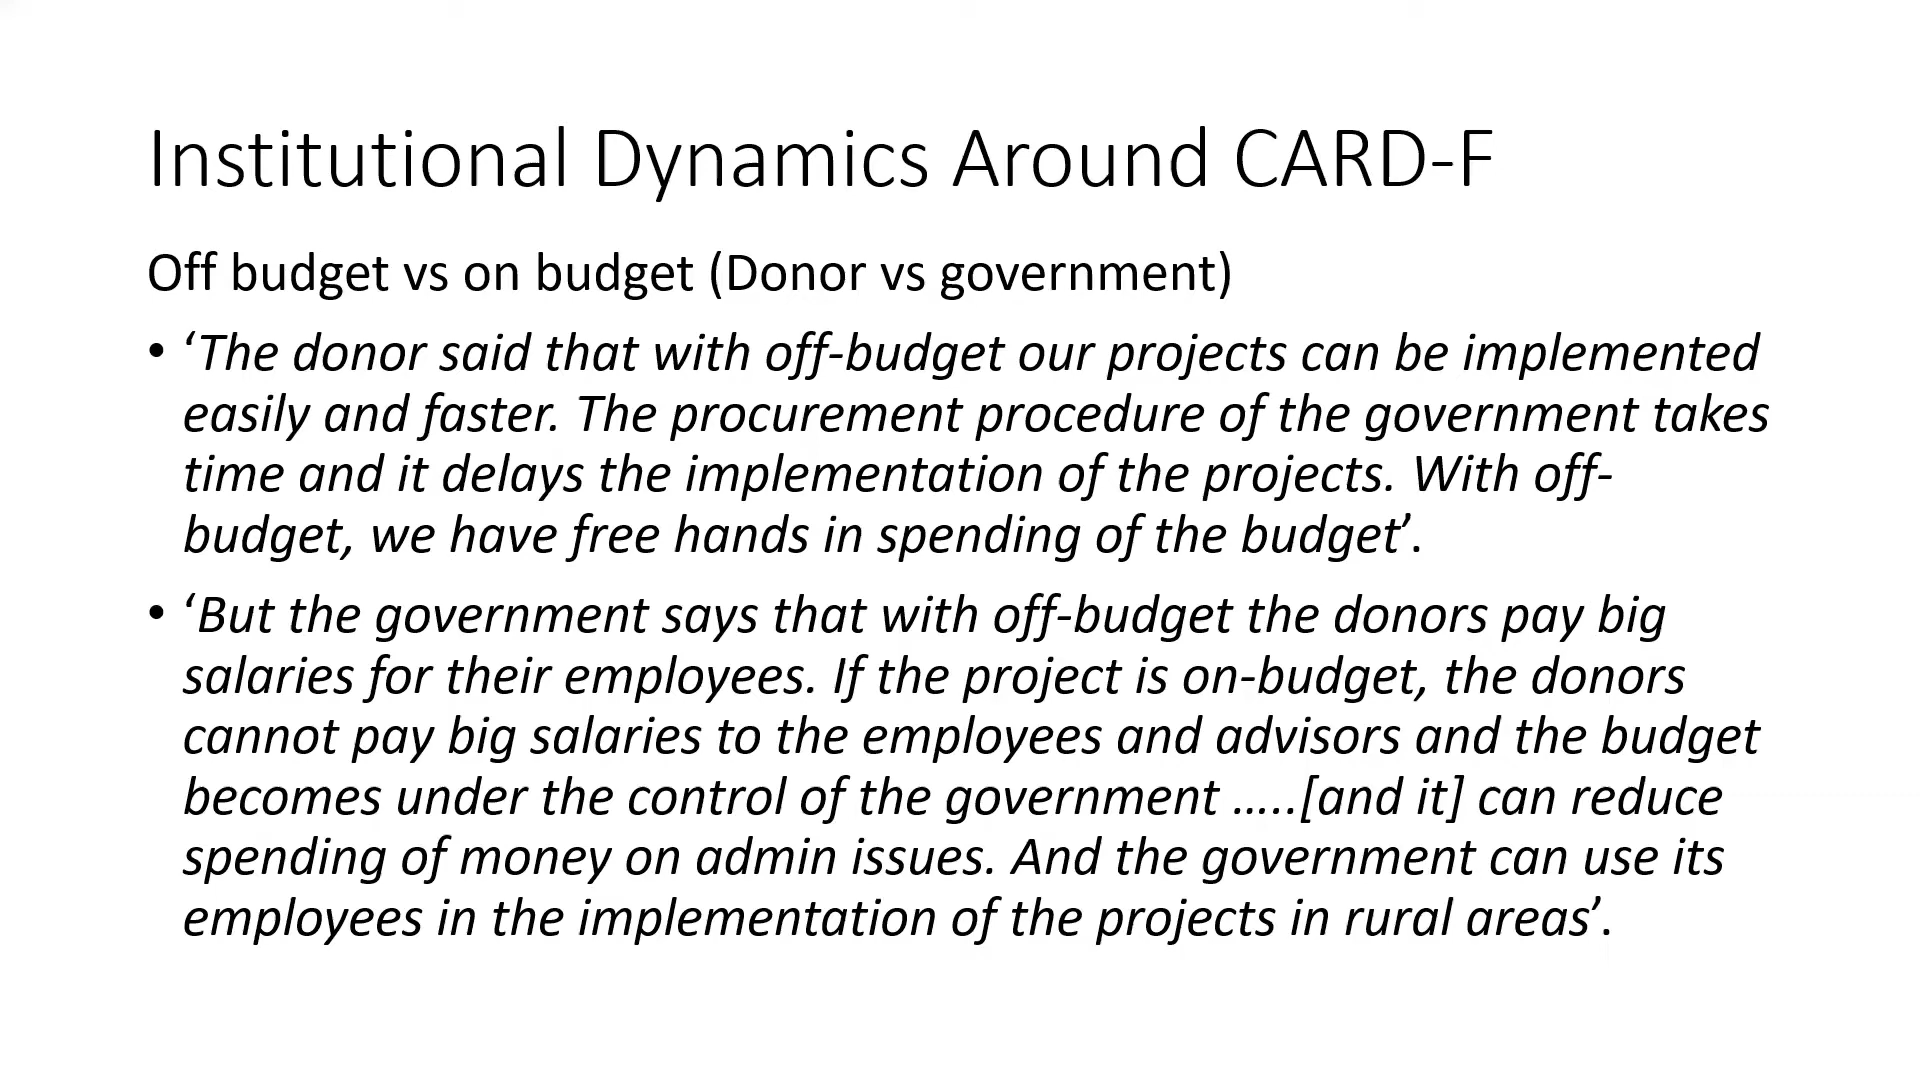 Institutional Dynamics Around CARD-F
Off budget vs on budget (Donor vs government)
• ‘The donor said that with off-budget our projects can be implemented
easily and faster. The procurement procedure of the government takes
time and it delays the implementation of the projects. With off-
budget, we have free hands in spending of the budget’.
• ‘But the government says that with off-budget the donors pay big
salaries for their employees. If the project is on-budget, the donors
cannot pay big salaries to the employees and advisors and the budget
becomes under the control of the government …..[and it] can reduce
spending of money on admin issues. And the government can use its
employees in the implementation of the projects in rural areas’.